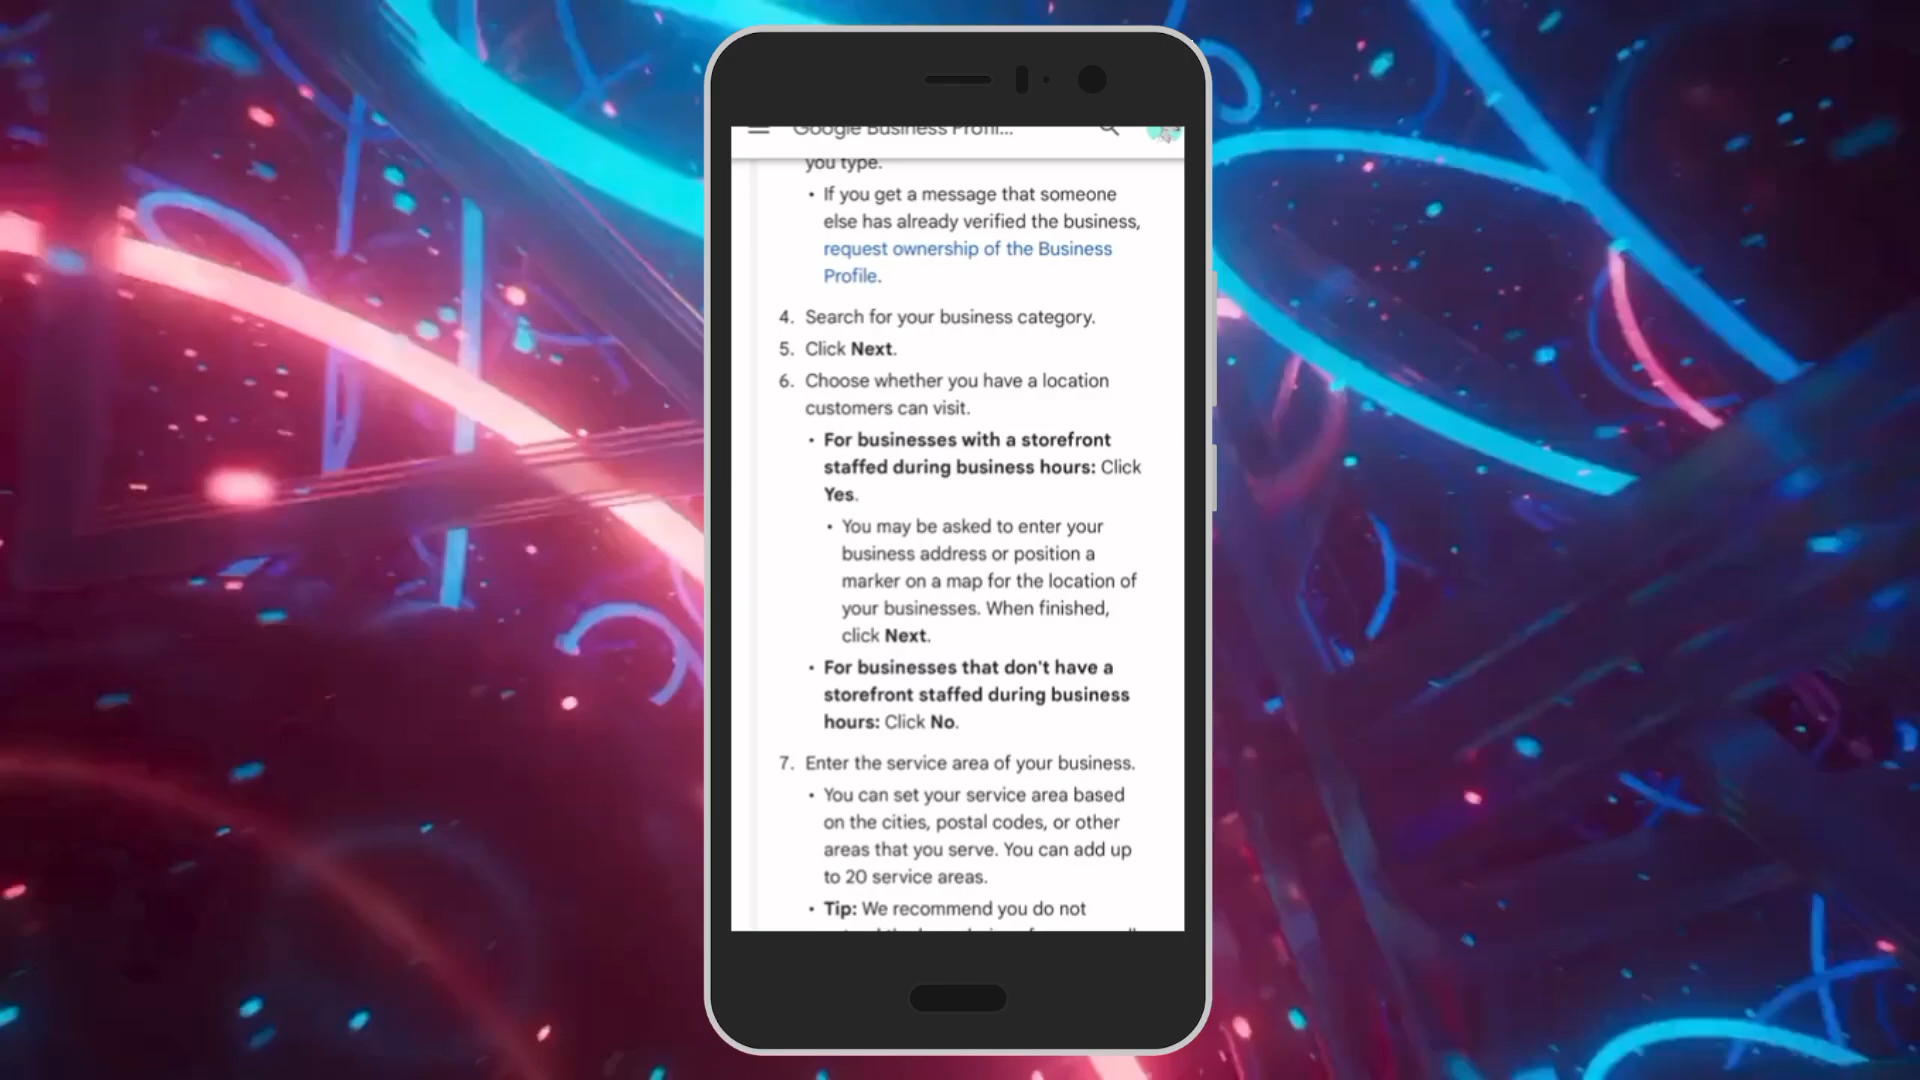 Google Business Profil...
you type.
• If you get a message that someone
else has already verified the business,
request ownership of the Business
Profile.
4. Search for your business category.
5. Click Next.
6. Choose whether you have a location
customers can visit.
• For businesses with a storefront
staffed during business hours: Click
Yes.
• You may be asked to enter your
business address or position a
marker on a map for the location of
your businesses. When finished,
click Next.
• For businesses that don't have a
storefront staffed during business
hours: Click No.
7. Enter the service area of your business.
• You can set your service area based
on the cities, postal codes, or other
areas that you serve. You can add up
to 20 service areas.
• Tip: We recommend you do not